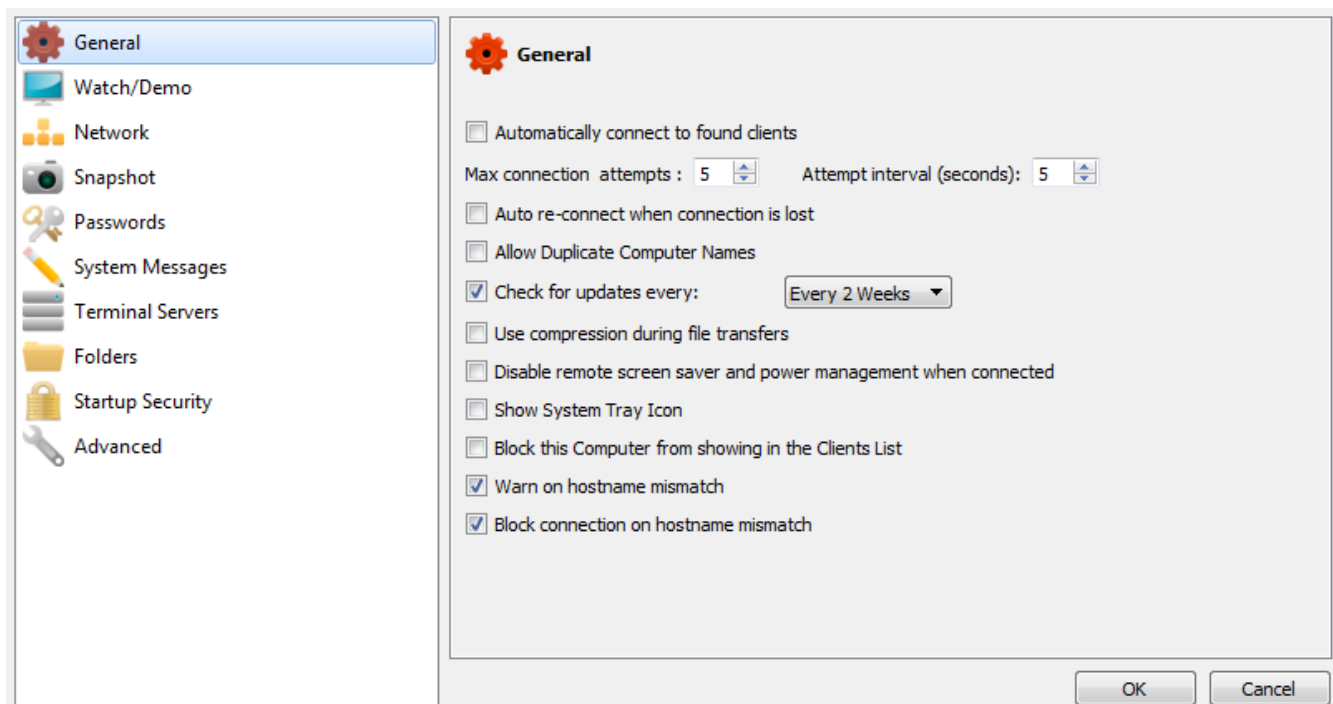 General
Watch/Demo
Network
Snapshot
Passwords
System Messages
Terminal Servers
Folders
Startup Security
Advanced
General
Automatically connect to found clients
Max connection attempts : 5 Attempt interval (seconds): 5
Auto re-connect when connection is lost
Allow Duplicate Computer Names
Check for updates every: Every 2 Weeks
Use compression during file transfers
Disable remote screen saver and power management when connected
Show System Tray Icon
Block this Computer from showing in the Clients List
Warn on hostname mismatch
Block connection on hostname mismatch
OK Cancel